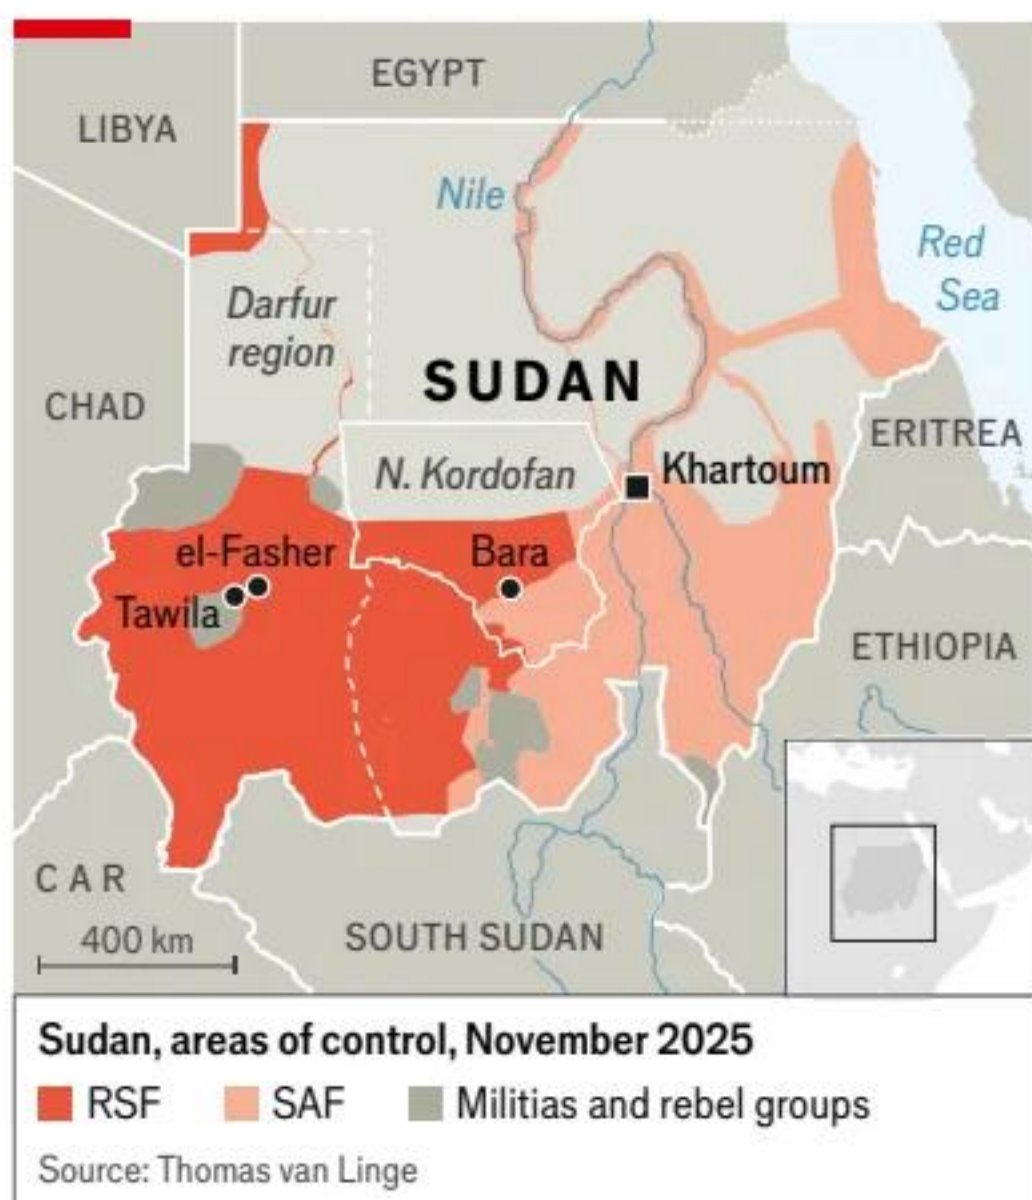 EGYPT
LIBYA
Nile
Red
Sea
Darfur
region
SUDAN
CHAD
ERITREA
N. Kordofan
Khartoum
el-Fasher
Bara
Tawila
ETHIOPIA
CAR
400 km
SOUTH SUDAN
Sudan, areas of control, November 2025
RSF
SAF
Militias and rebel groups
Source: Thomas van Linge